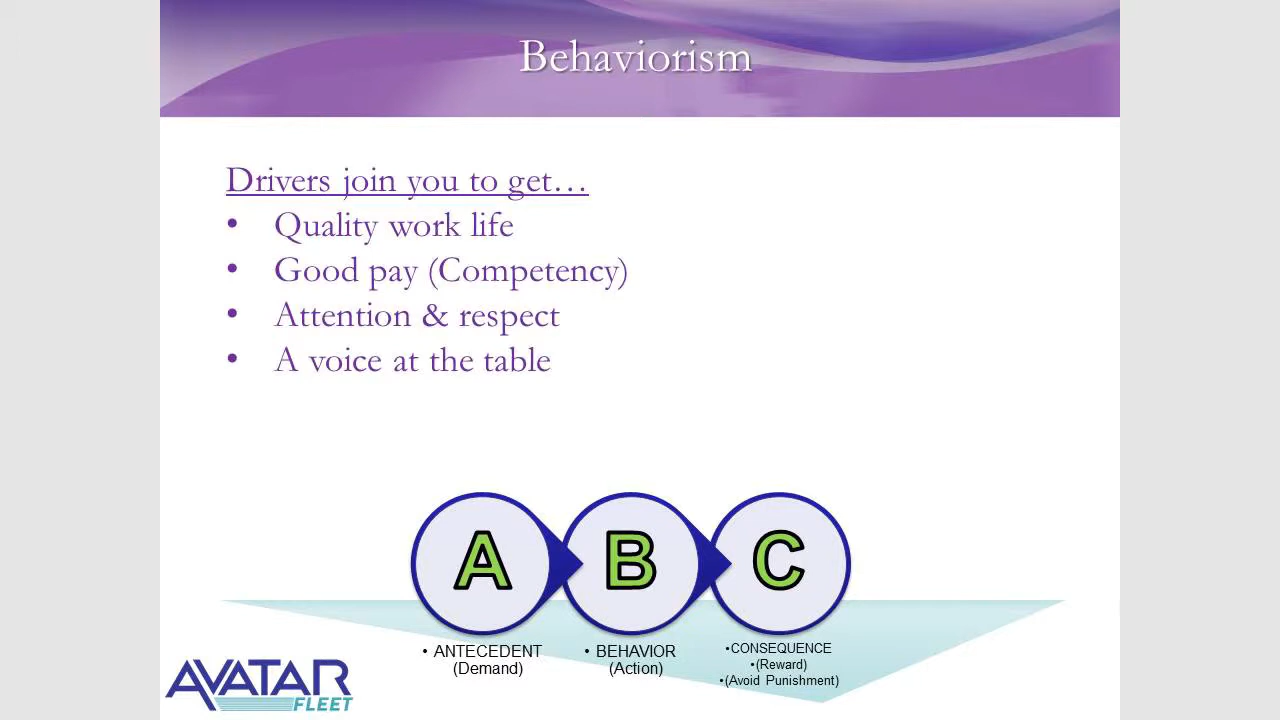 Behaviorism
Drivers join you to get…
• Quality work life
• Good pay (Competency)
• Attention & respect
• A voice at the table
A B C
• ANTECEDENT
(Demand)
• BEHAVIOR
(Action)
•CONSEQUENCE
•(Reward)
•(Avoid Punishment)
AVATAR
FLEET